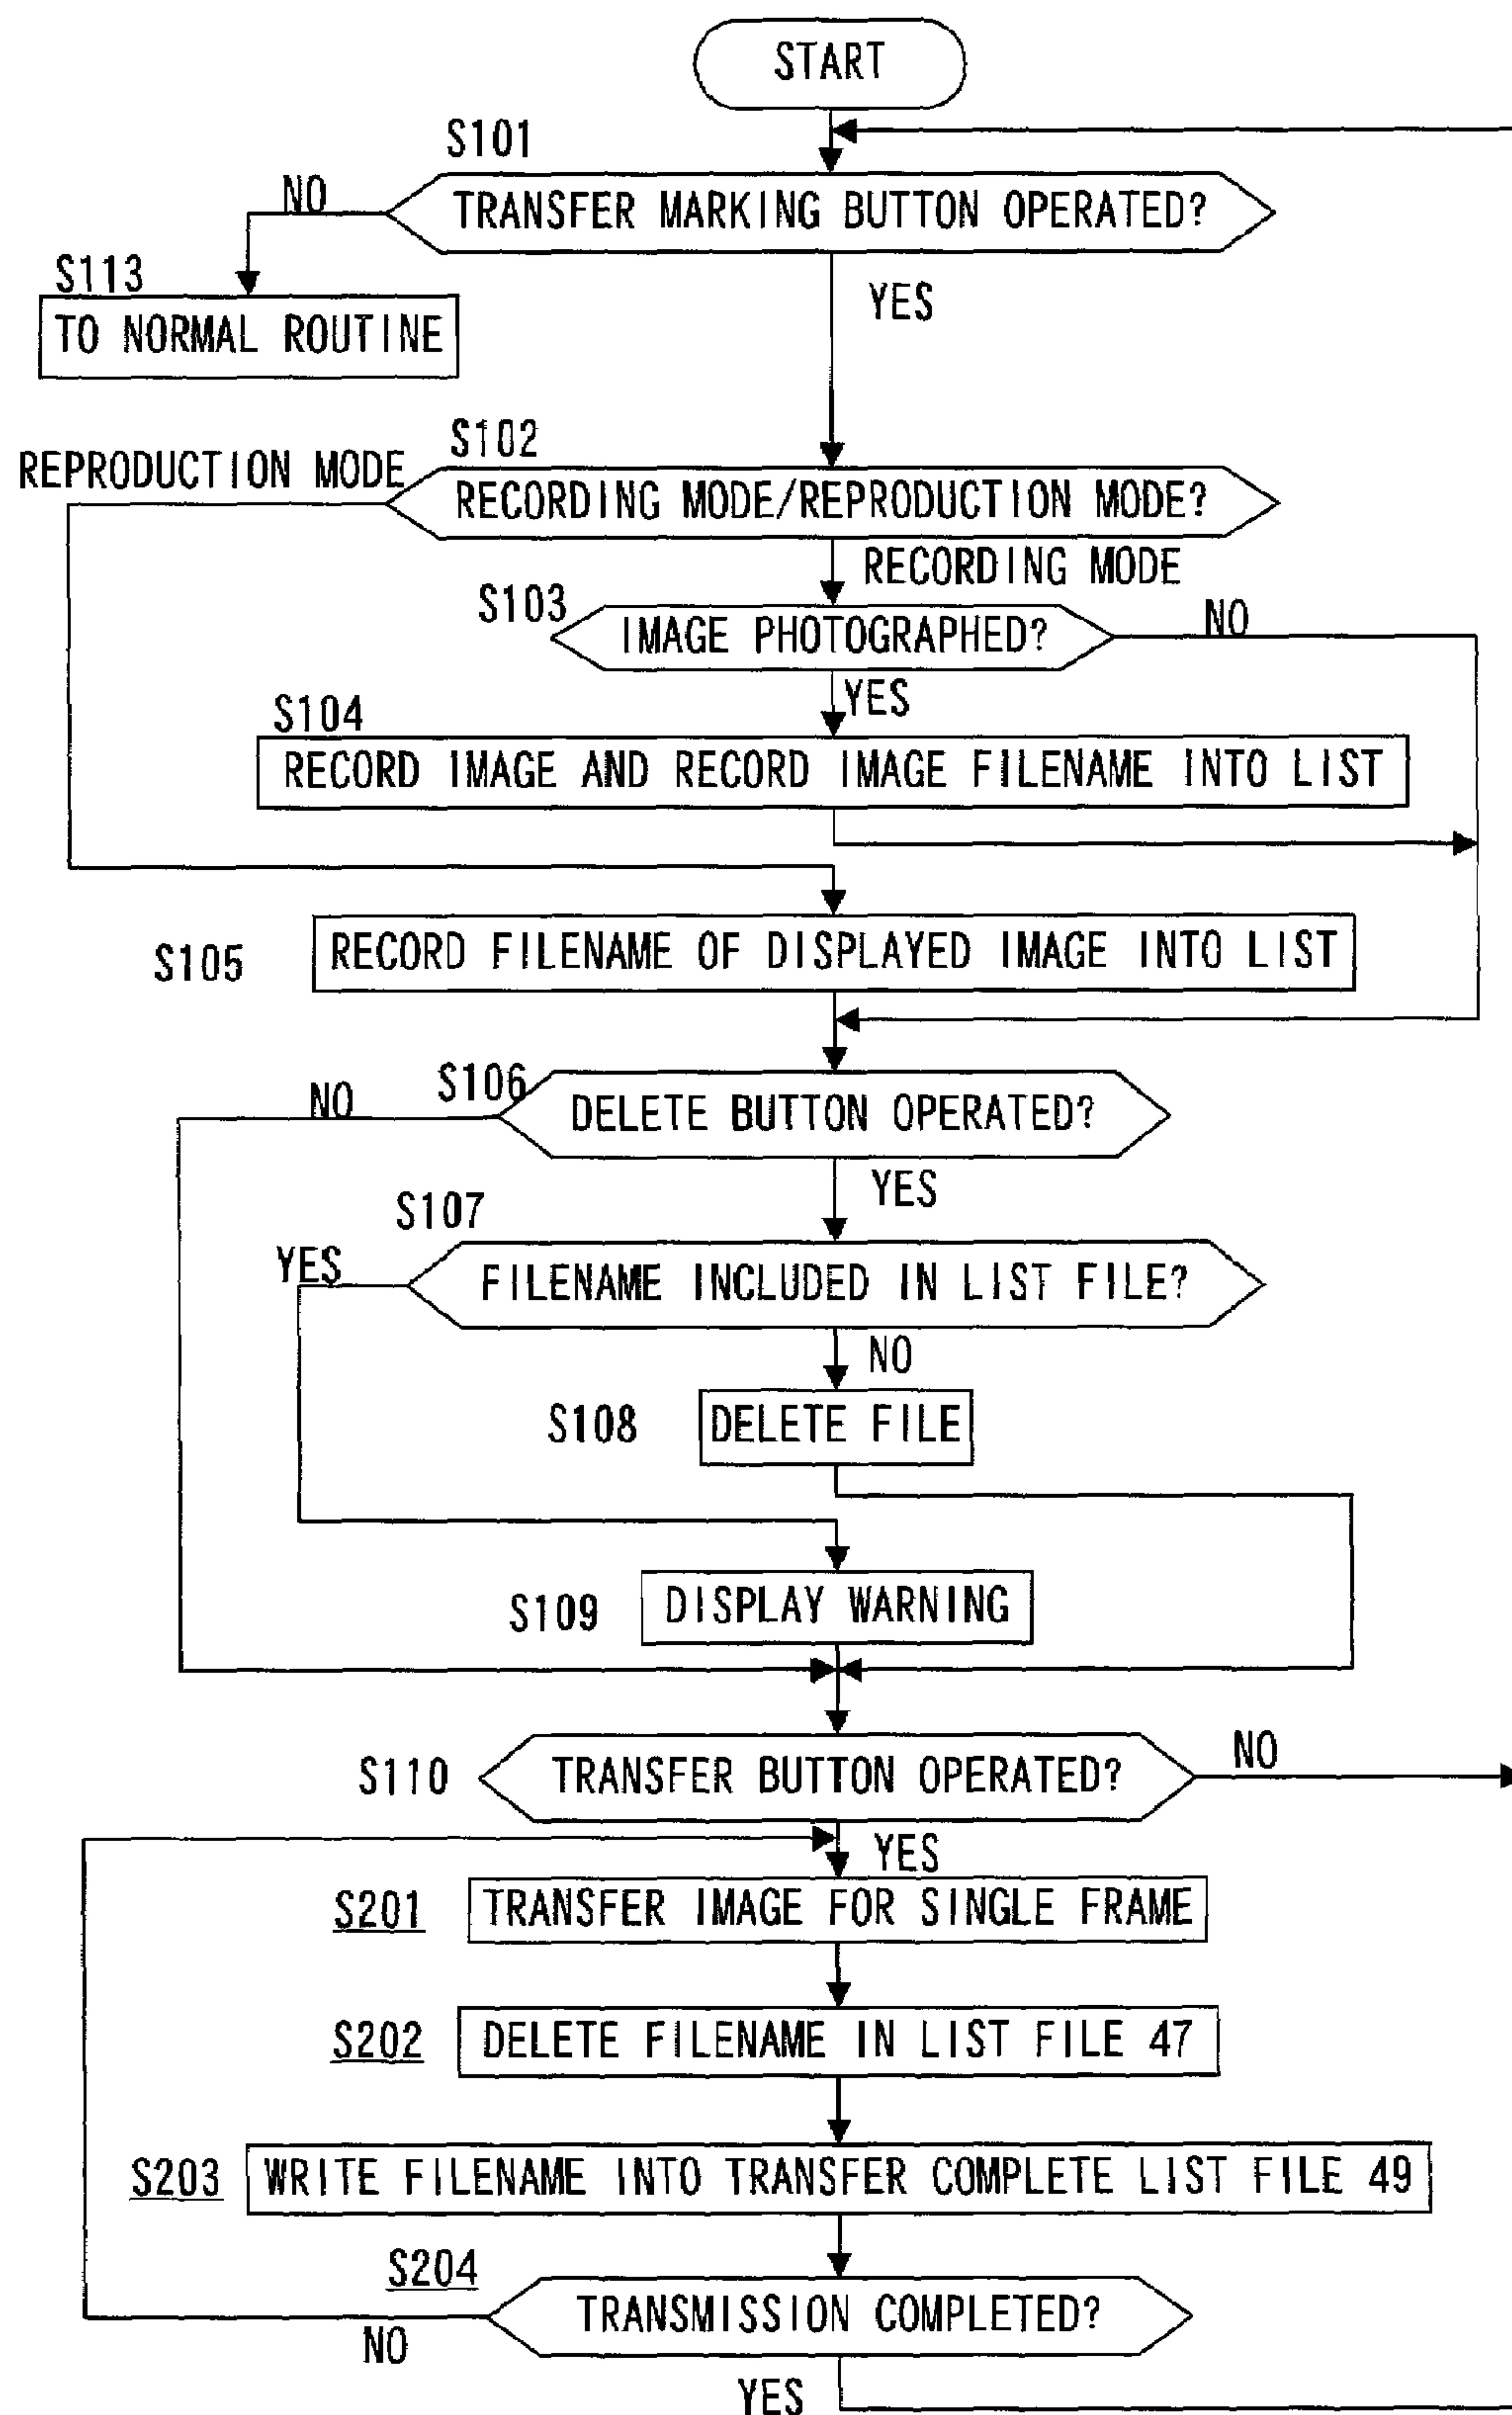 START
S101
NO
TRANSFER MARKING BUTTON OPERATED?
S113
YES
TO NORMAL ROUTINE
S102
REPRODUCTION MODE
RECORDING MODE/REPRODUCTION MODE?
RECORDING MODE
S103
IMAGE PHOTOGRAPHED?
NO
YES
S104
RECORD IMAGE AND RECORD IMAGE FILENAME INTO LIST
S105
RECORD FILENAME OF DISPLAYED IMAGE INTO LIST
S106
NO
DELETE BUTTON OPERATED?
YES
S107
YES
FILENAME INCLUDED IN LIST FILE?
NO
S108
DELETE FILE
S109
DISPLAY WARNING
S110
TRANSFER BUTTON OPERATED?
NO
YES
S201
TRANSFER IMAGE FOR SINGLE FRAME
S202
DELETE FILENAME IN LIST FILE 47
S203
WRITE FILENAME INTO TRANSFER COMPLETE LIST FILE 49
S204
TRANSMISSION COMPLETED?
NO
YES